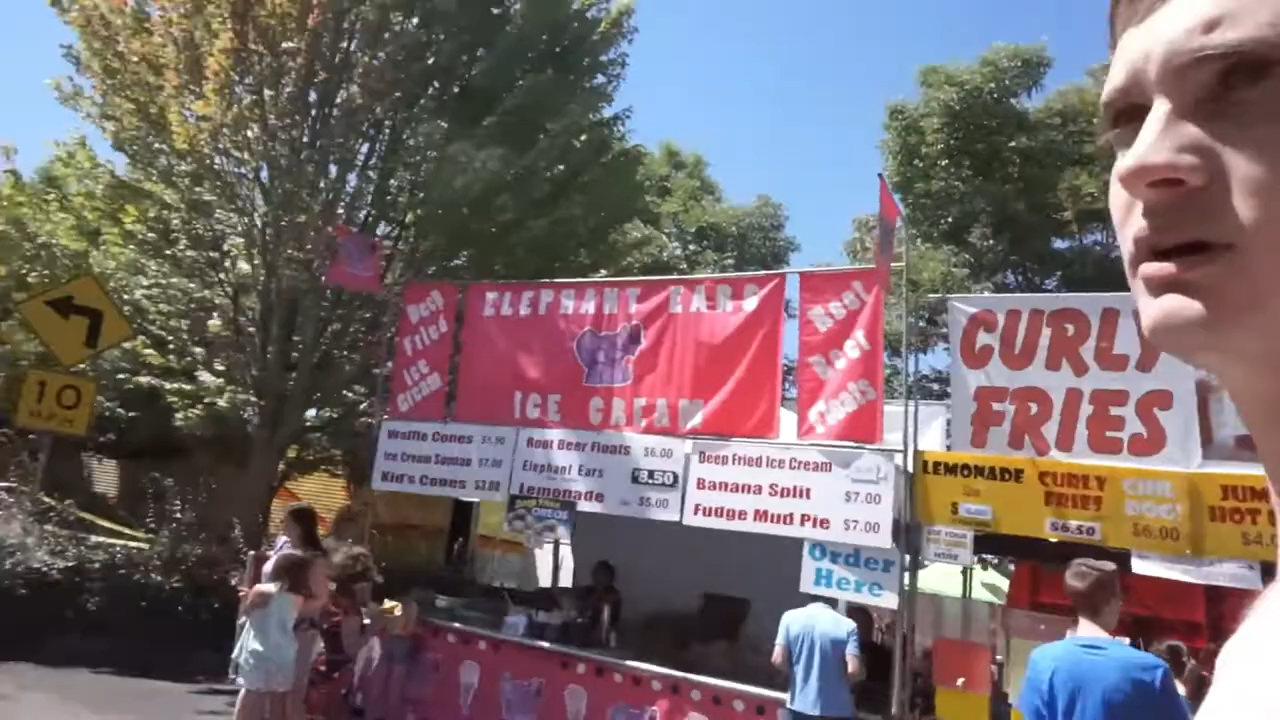 10
M.P.H.
Deep
Fried
Ice
Cream
ELEPHANT EARS
ICE CREAM
Root
Beer
Floats
CURLY
FRIES
Waffle Cones
Ice Cream Sundae $7.00
Kid's Cones $3.00
Root Beer Floats $6.00
Elephant Ears $8.50
Lemonade $5.00
OREOS
Deep Fried Ice Cream
Banana Split $7.00
Fudge Mud Pie $7.00
Order
Here
LEMONADE
$
CURLY
FRIES
$6.50
$6.00
HOT
$4.